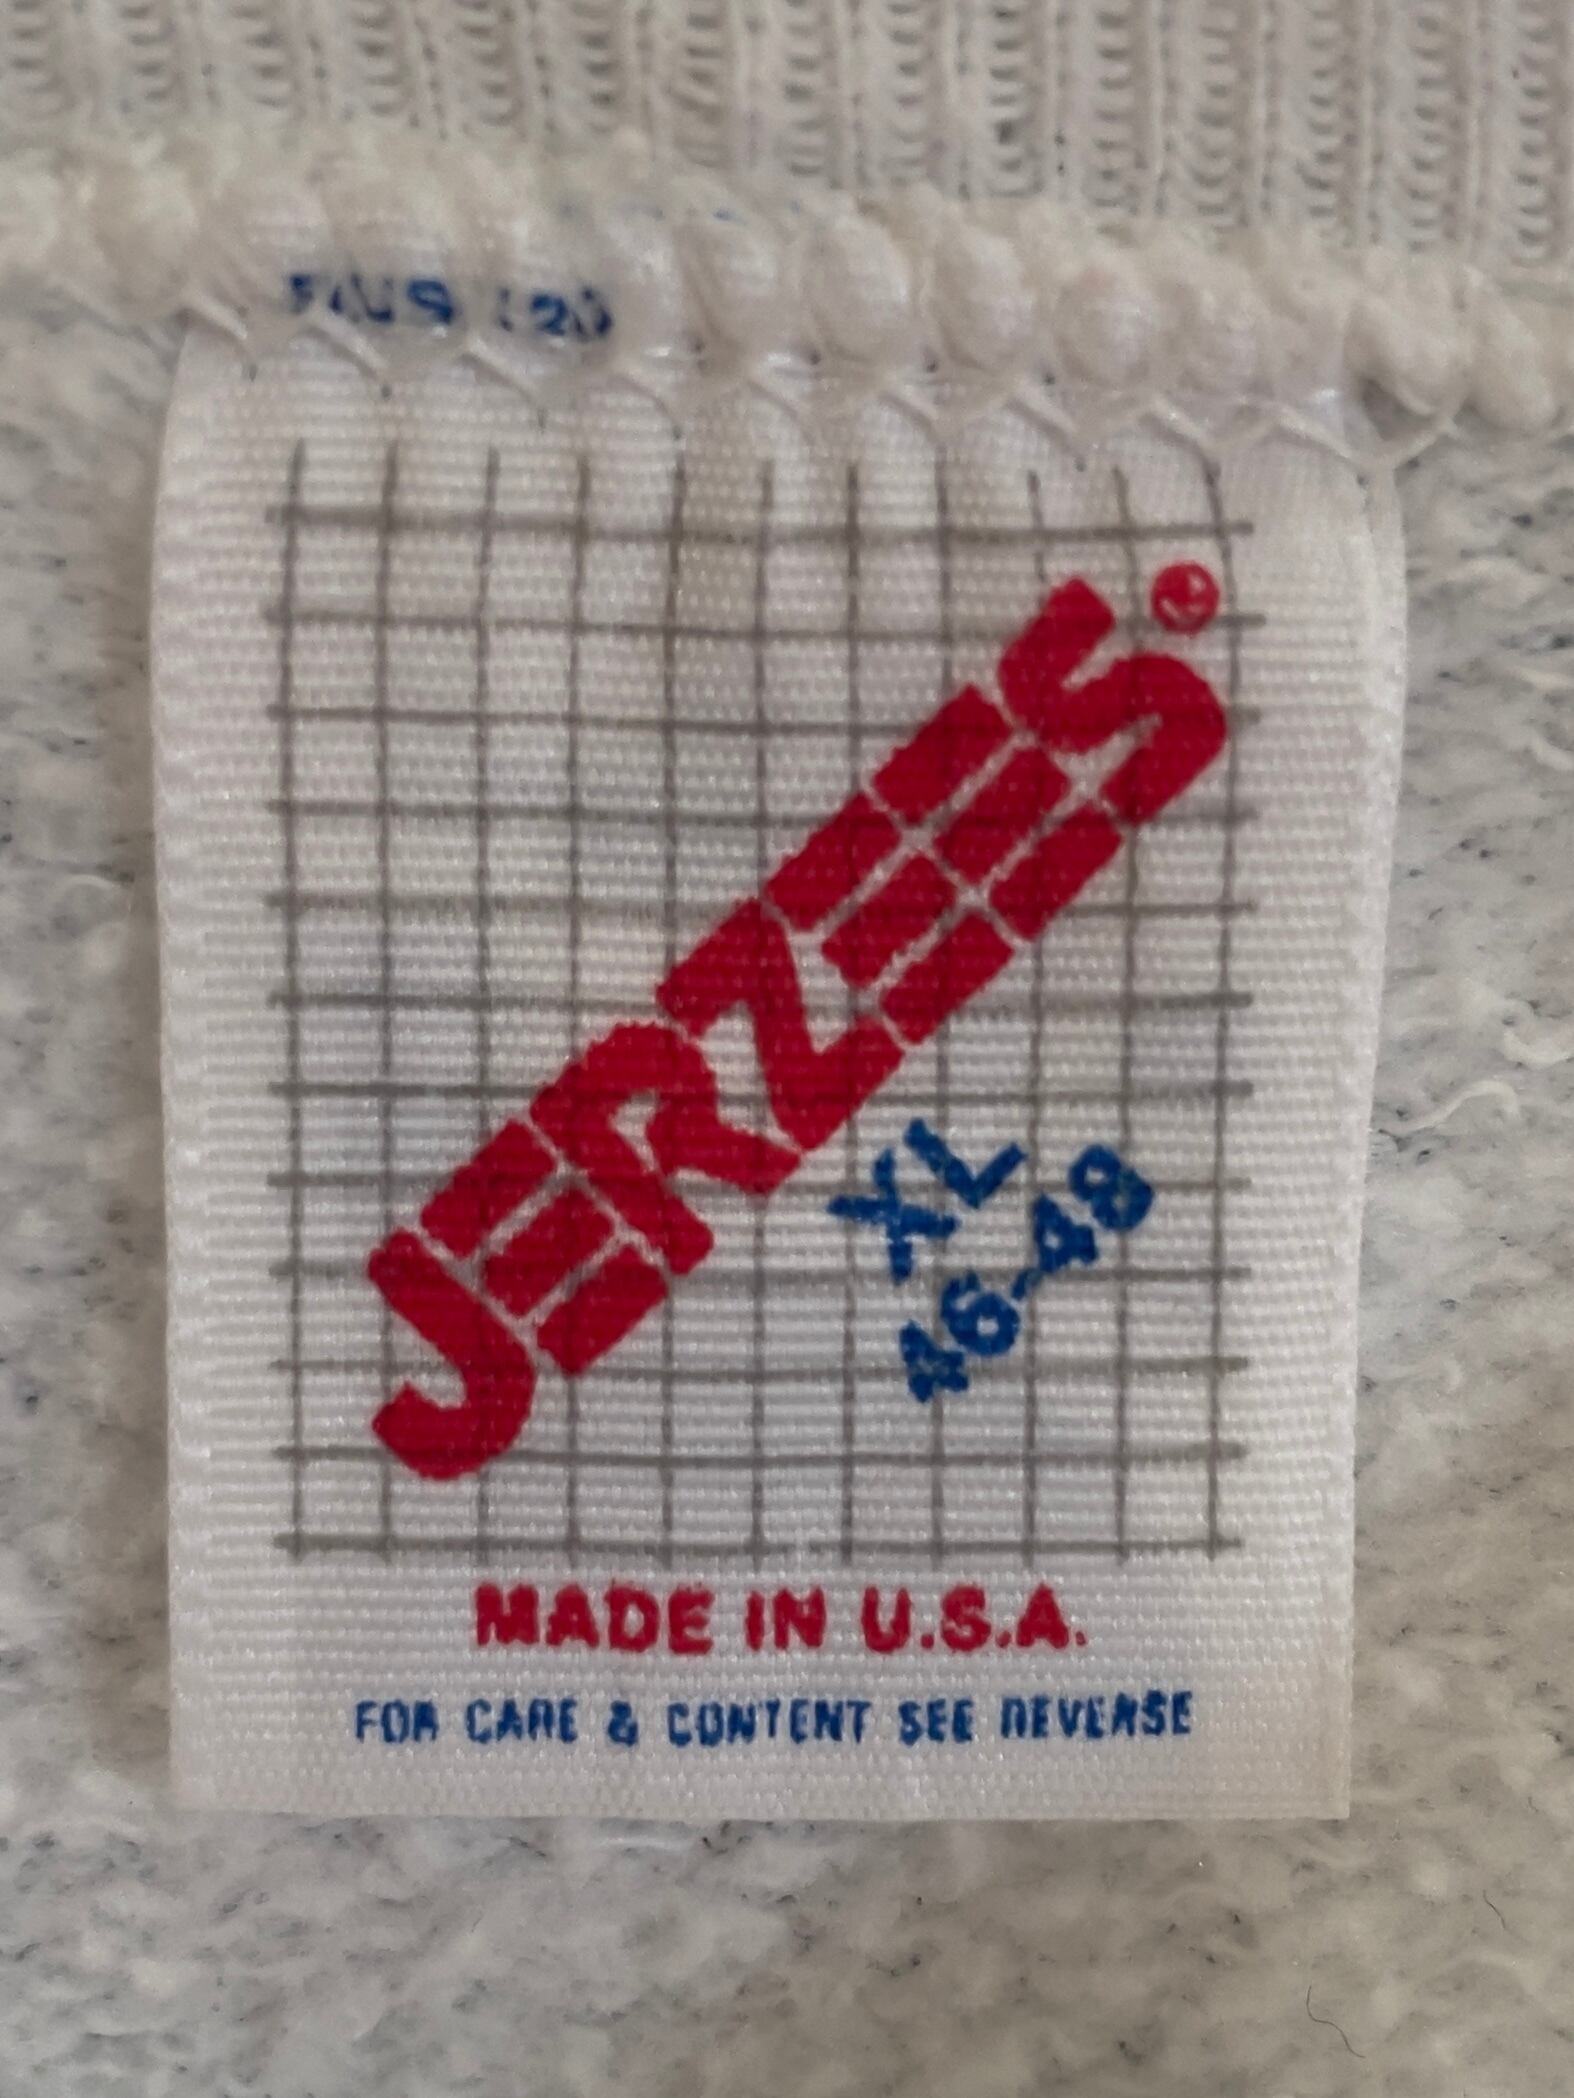 JERZEES®
XL
46-48
MADE IN U.S.A.
FOR CARE & CONTENT SEE REVERSE